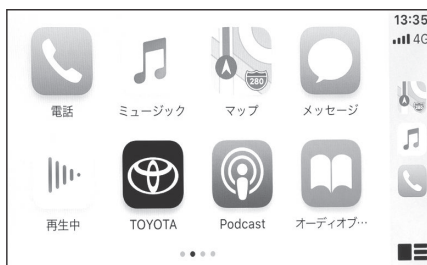 13:35
4G
電話
ミュージック
マップ
メッセージ
280
再生中
TOYOTA
Podcast
オーディオブ…